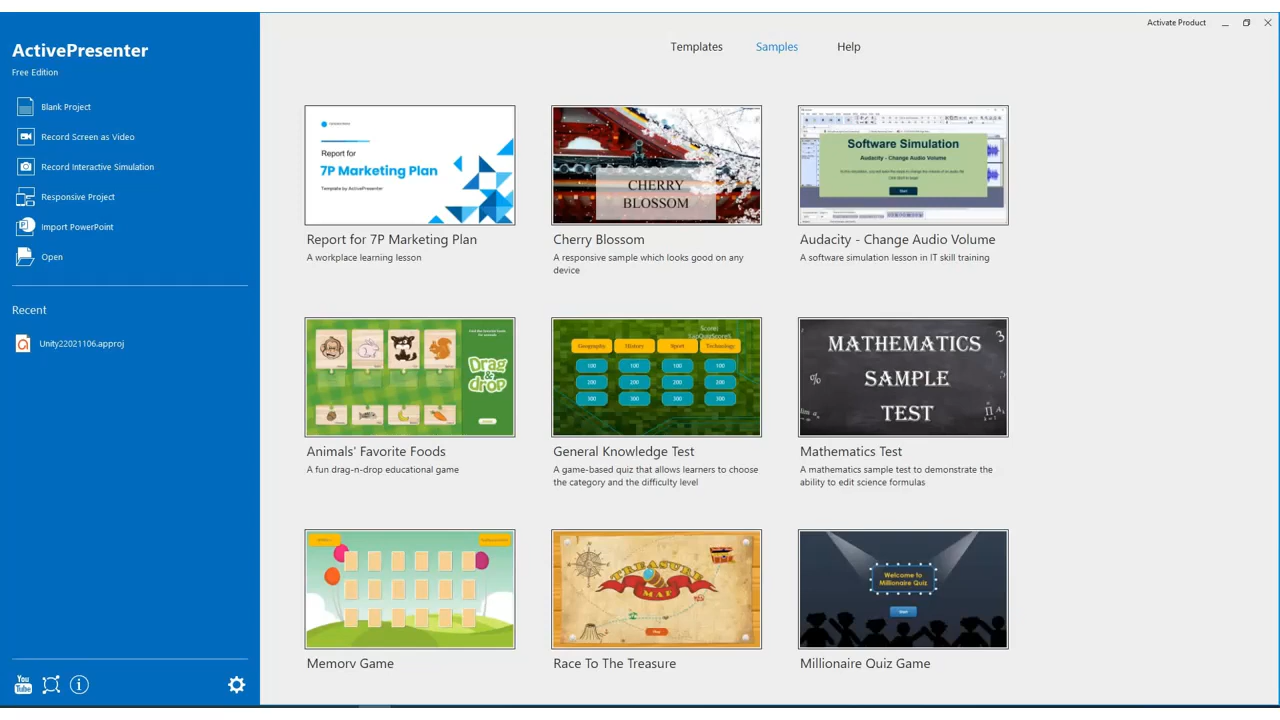 Activate Product
ActivePresenter
Free Edition
Blank Project
Record Screen as Video
Record Interactive Simulation
Responsive Project
Import PowerPoint
Open
Recent
Unity22021106.approj
You
Tube
Templates
Samples
Help
Report for
7P Marketing Plan
Template by ActivePresenter
Report for 7P Marketing Plan
A workplace learning lesson
CHERRY
BLOSSOM
Cherry Blossom
A responsive sample which looks good on any
device
Software Simulation
Audacity - Change Audio Volume
Start
Audacity - Change Audio Volume
A software simulation lesson in IT skill training
Drag
&
drop
Animals' Favorite Foods
A fun drag-n-drop educational game
Geography History Sport Technology
100 100 100 100
200 200 200 200
300 300 300 300
General Knowledge Test
A game-based quiz that allows learners to choose
the category and the difficulty level
MATHEMATICS
SAMPLE
TEST
Mathematics Test
A mathematics sample test to demonstrate the
ability to edit science formulas
Memory Game
TREASURE
MAP
Play
Race To The Treasure
Welcome to
Millionaire Quiz
Start
Millionaire Quiz Game